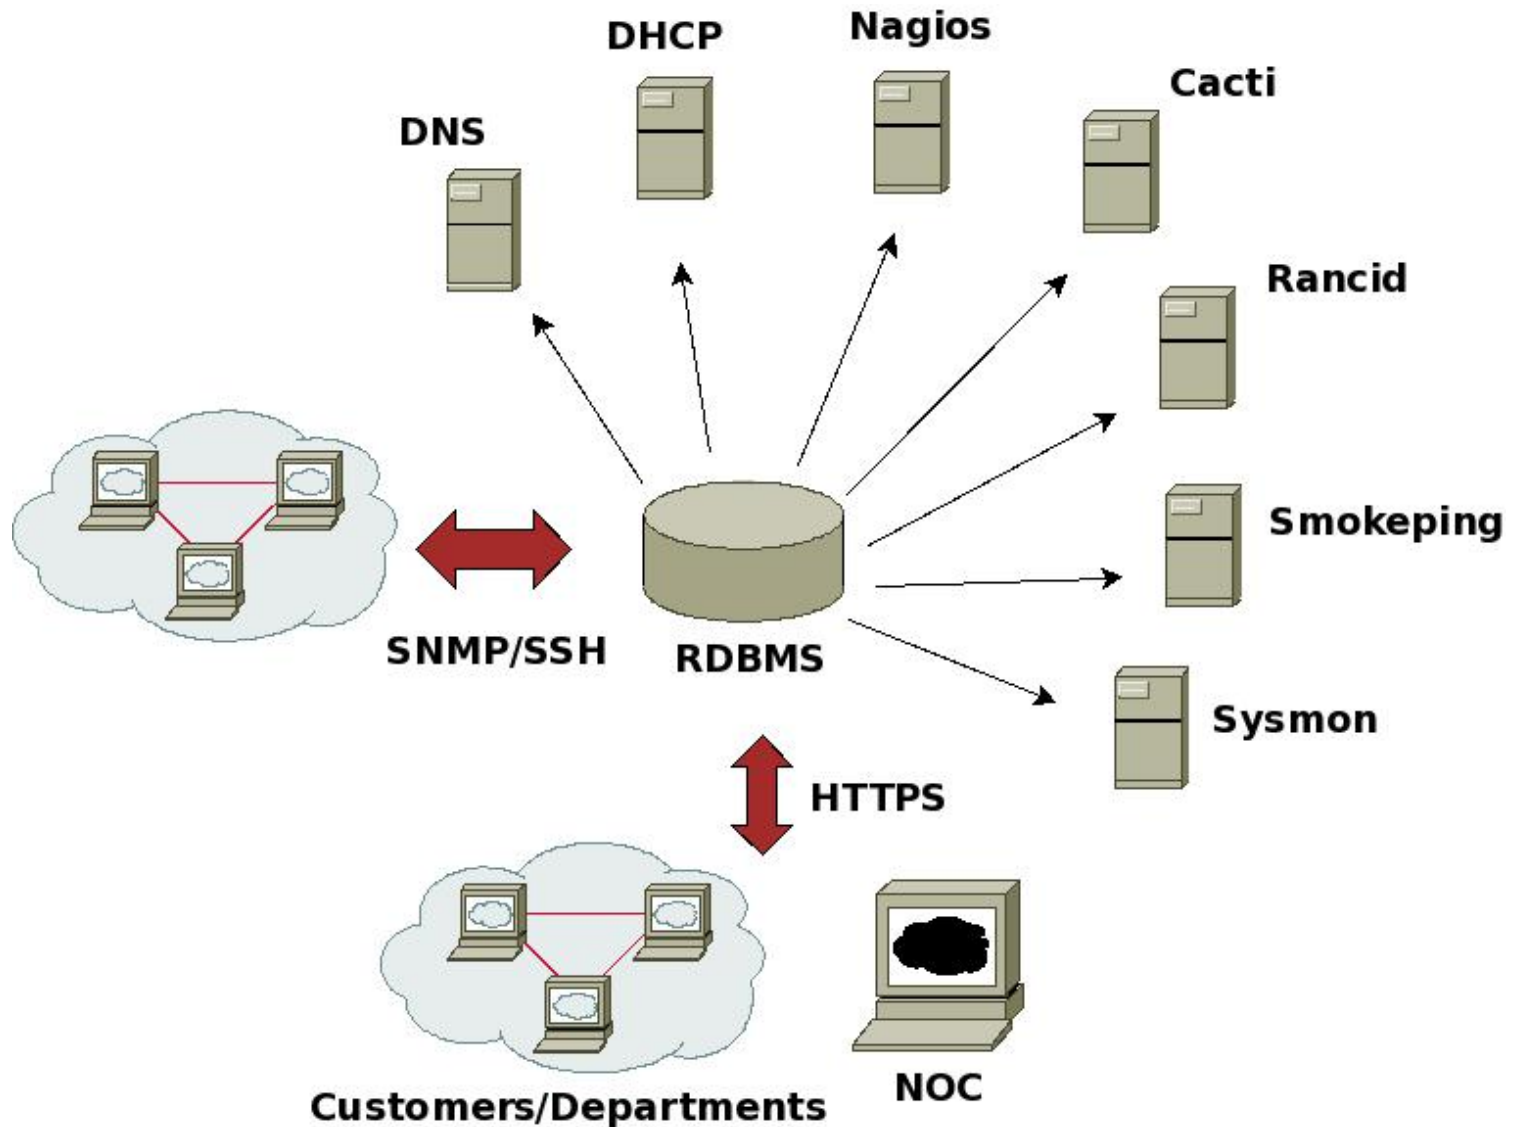 Nagios
DHCP
Cacti
DNS
Rancid
Smokeping
SNMP/SSH
RDBMS
Sysmon
HTTPS
NOC
Customers/Departments